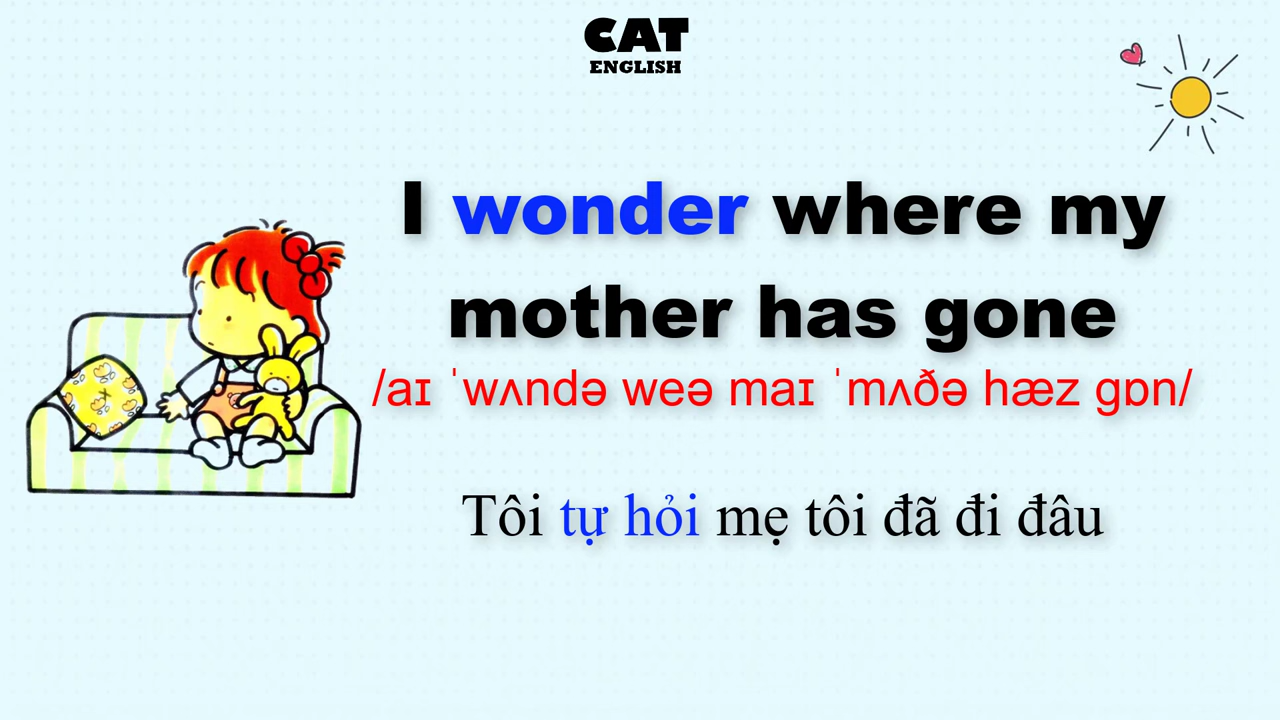 CAT
ENGLISH
I wonder where my
mother has gone
/aɪ ˈwʌndə weə maɪ ˈmʌðə hæz ɡɒn/
Tôi tự hỏi mẹ tôi đã đi đâu